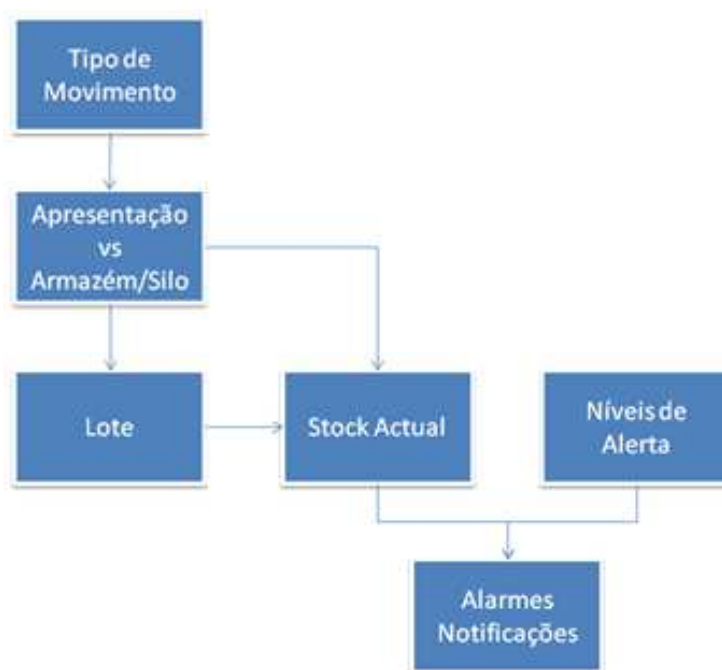 Tipo de
Movimento
Apresentação
vs
Armazém/Silo
Lote
Stock Actual
Níveis de
Alerta
Alarmes
Notificações